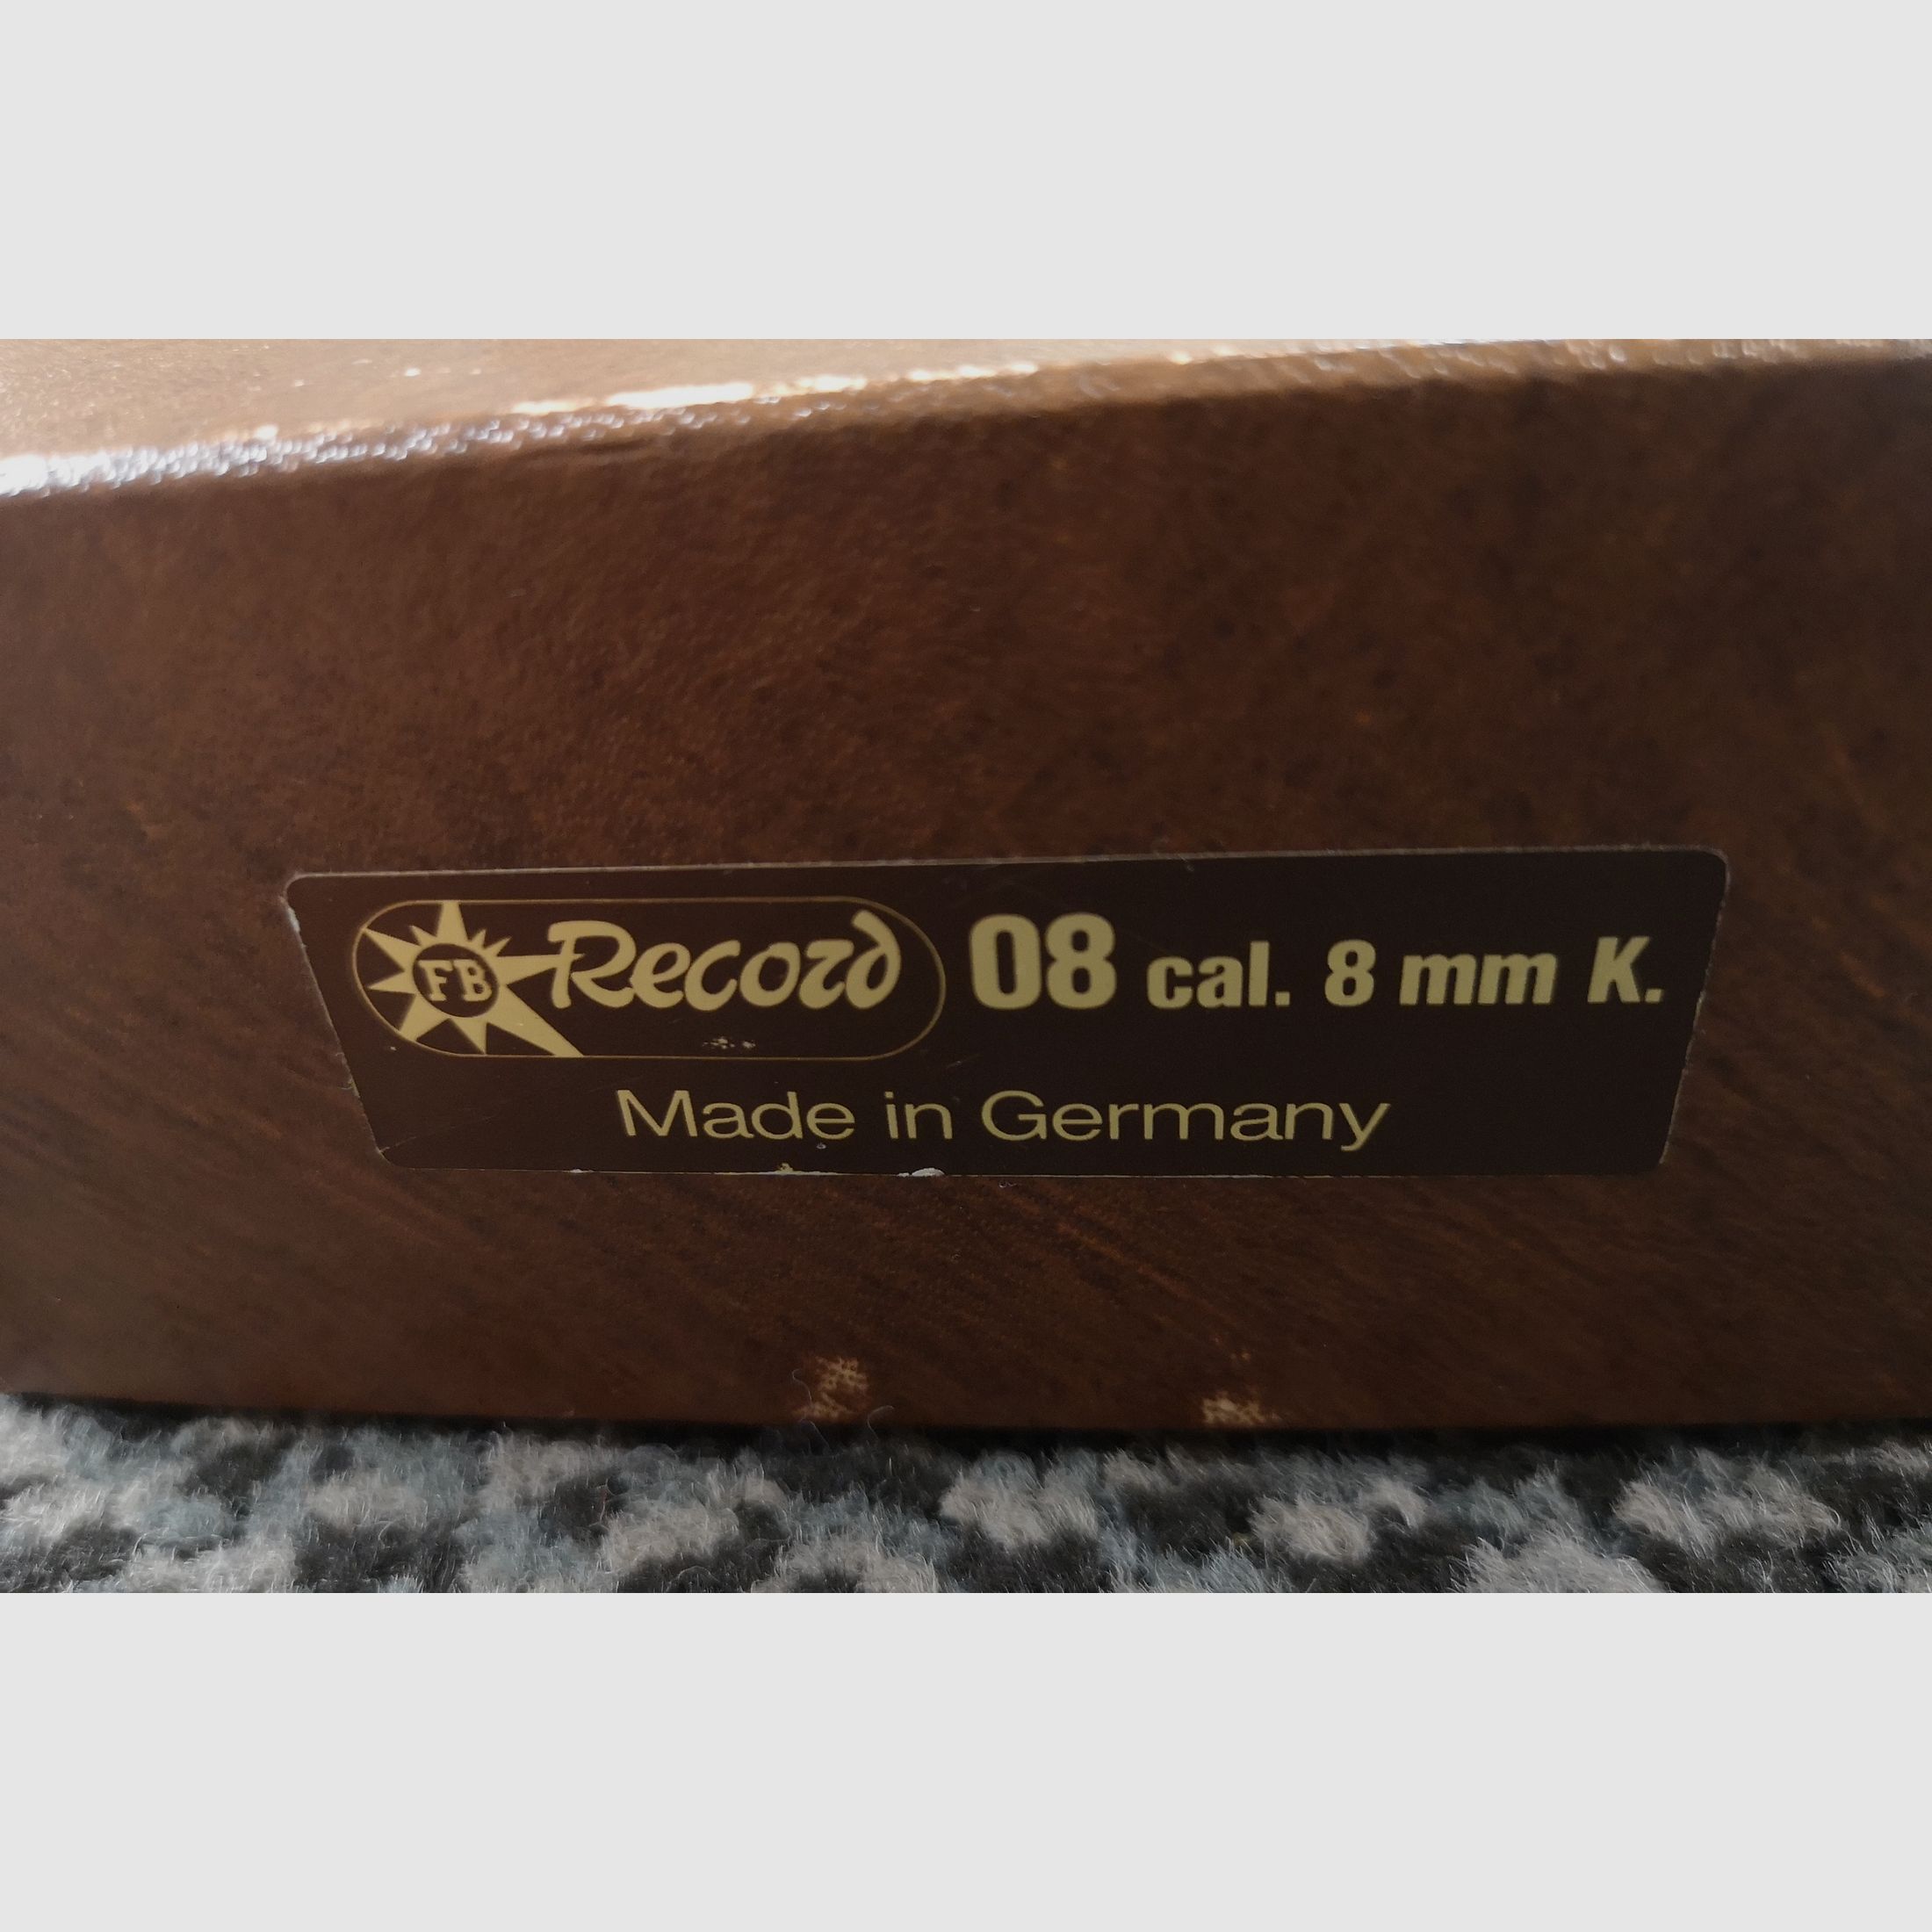 FB Record 08 cal. 8 mm K.
Made in Germany